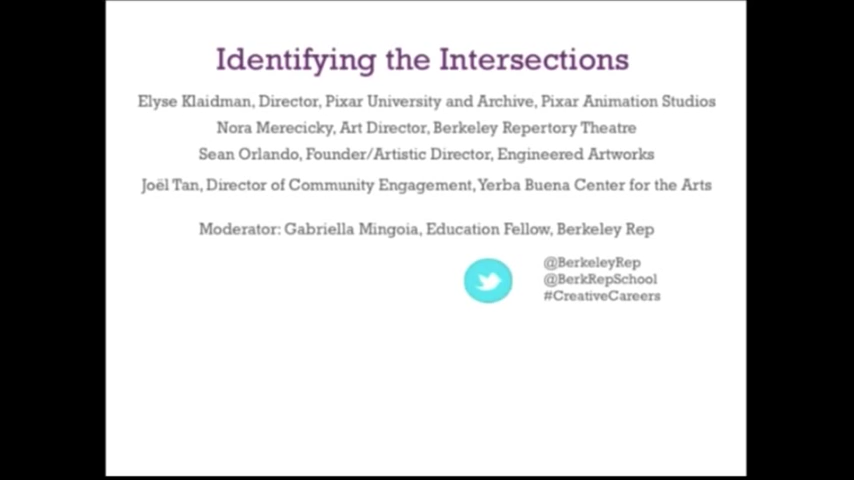 Identifying the Intersections
Elyse Klaidman, Director, Pixar University and Archive, Pixar Animation Studios
Nora Merecicky, Art Director, Berkeley Repertory Theatre
Sean Orlando, Founder/Artistic Director, Engineered Artworks
Joël Tan, Director of Community Engagement, Yerba Buena Center for the Arts
Moderator: Gabriella Mingoia, Education Fellow, Berkeley Rep
@BerkeleyRep
@BerkRepSchool
#CreativeCareers